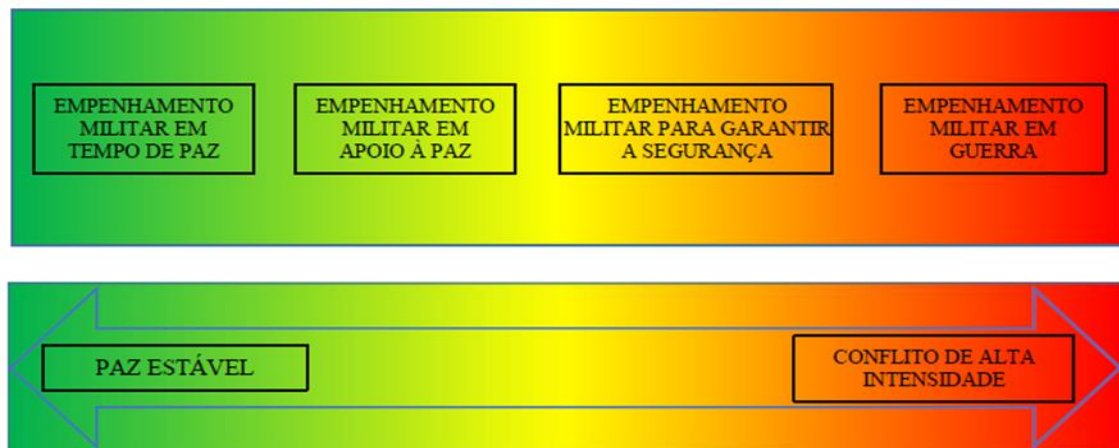 EMPENHAMENTO
MILITAR EM
TEMPO DE PAZ
EMPENHAMENTO
MILITAR EM
APOIO À PAZ
EMPENHAMENTO
MILITAR PARA GARANTIR
A SEGURANÇA
EMPENHAMENTO
MILITAR EM
GUERRA
PAZ ESTÁVEL
CONFLITO DE ALTA
INTENSIDADE